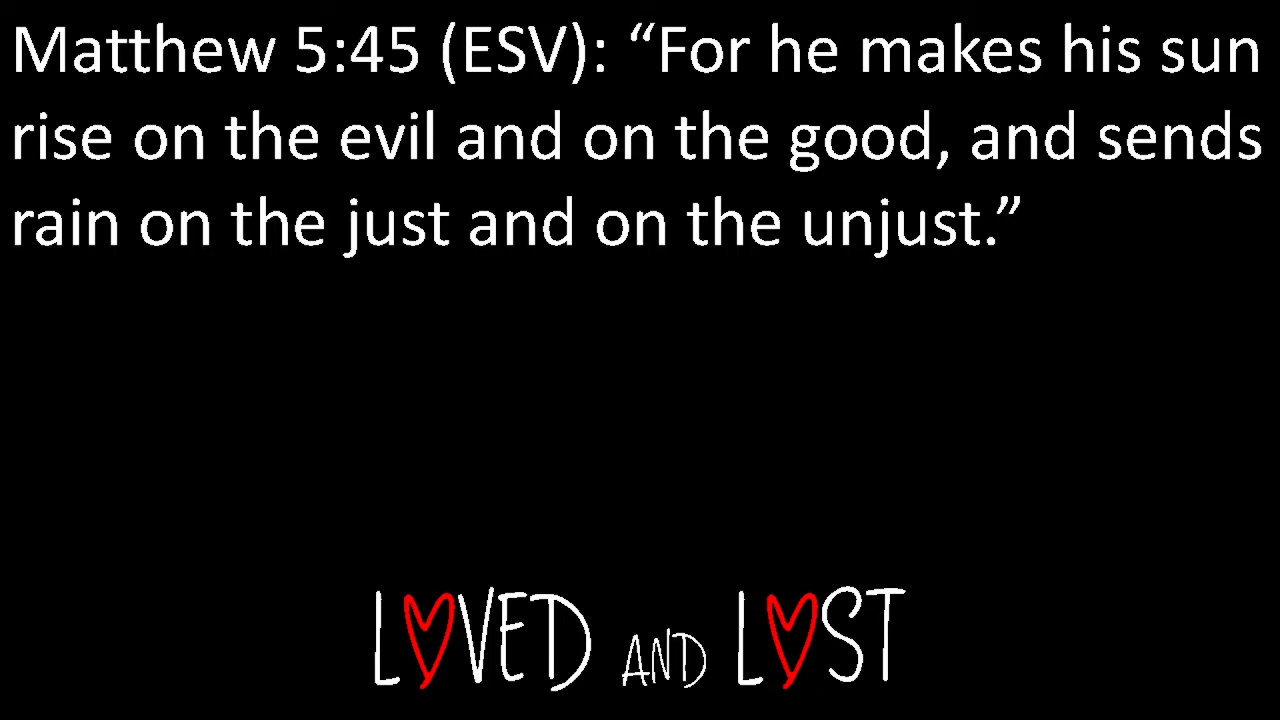 Matthew 5:45 (ESV): “For he makes his sun
rise on the evil and on the good, and sends
rain on the just and on the unjust.”
LOVED AND LOST